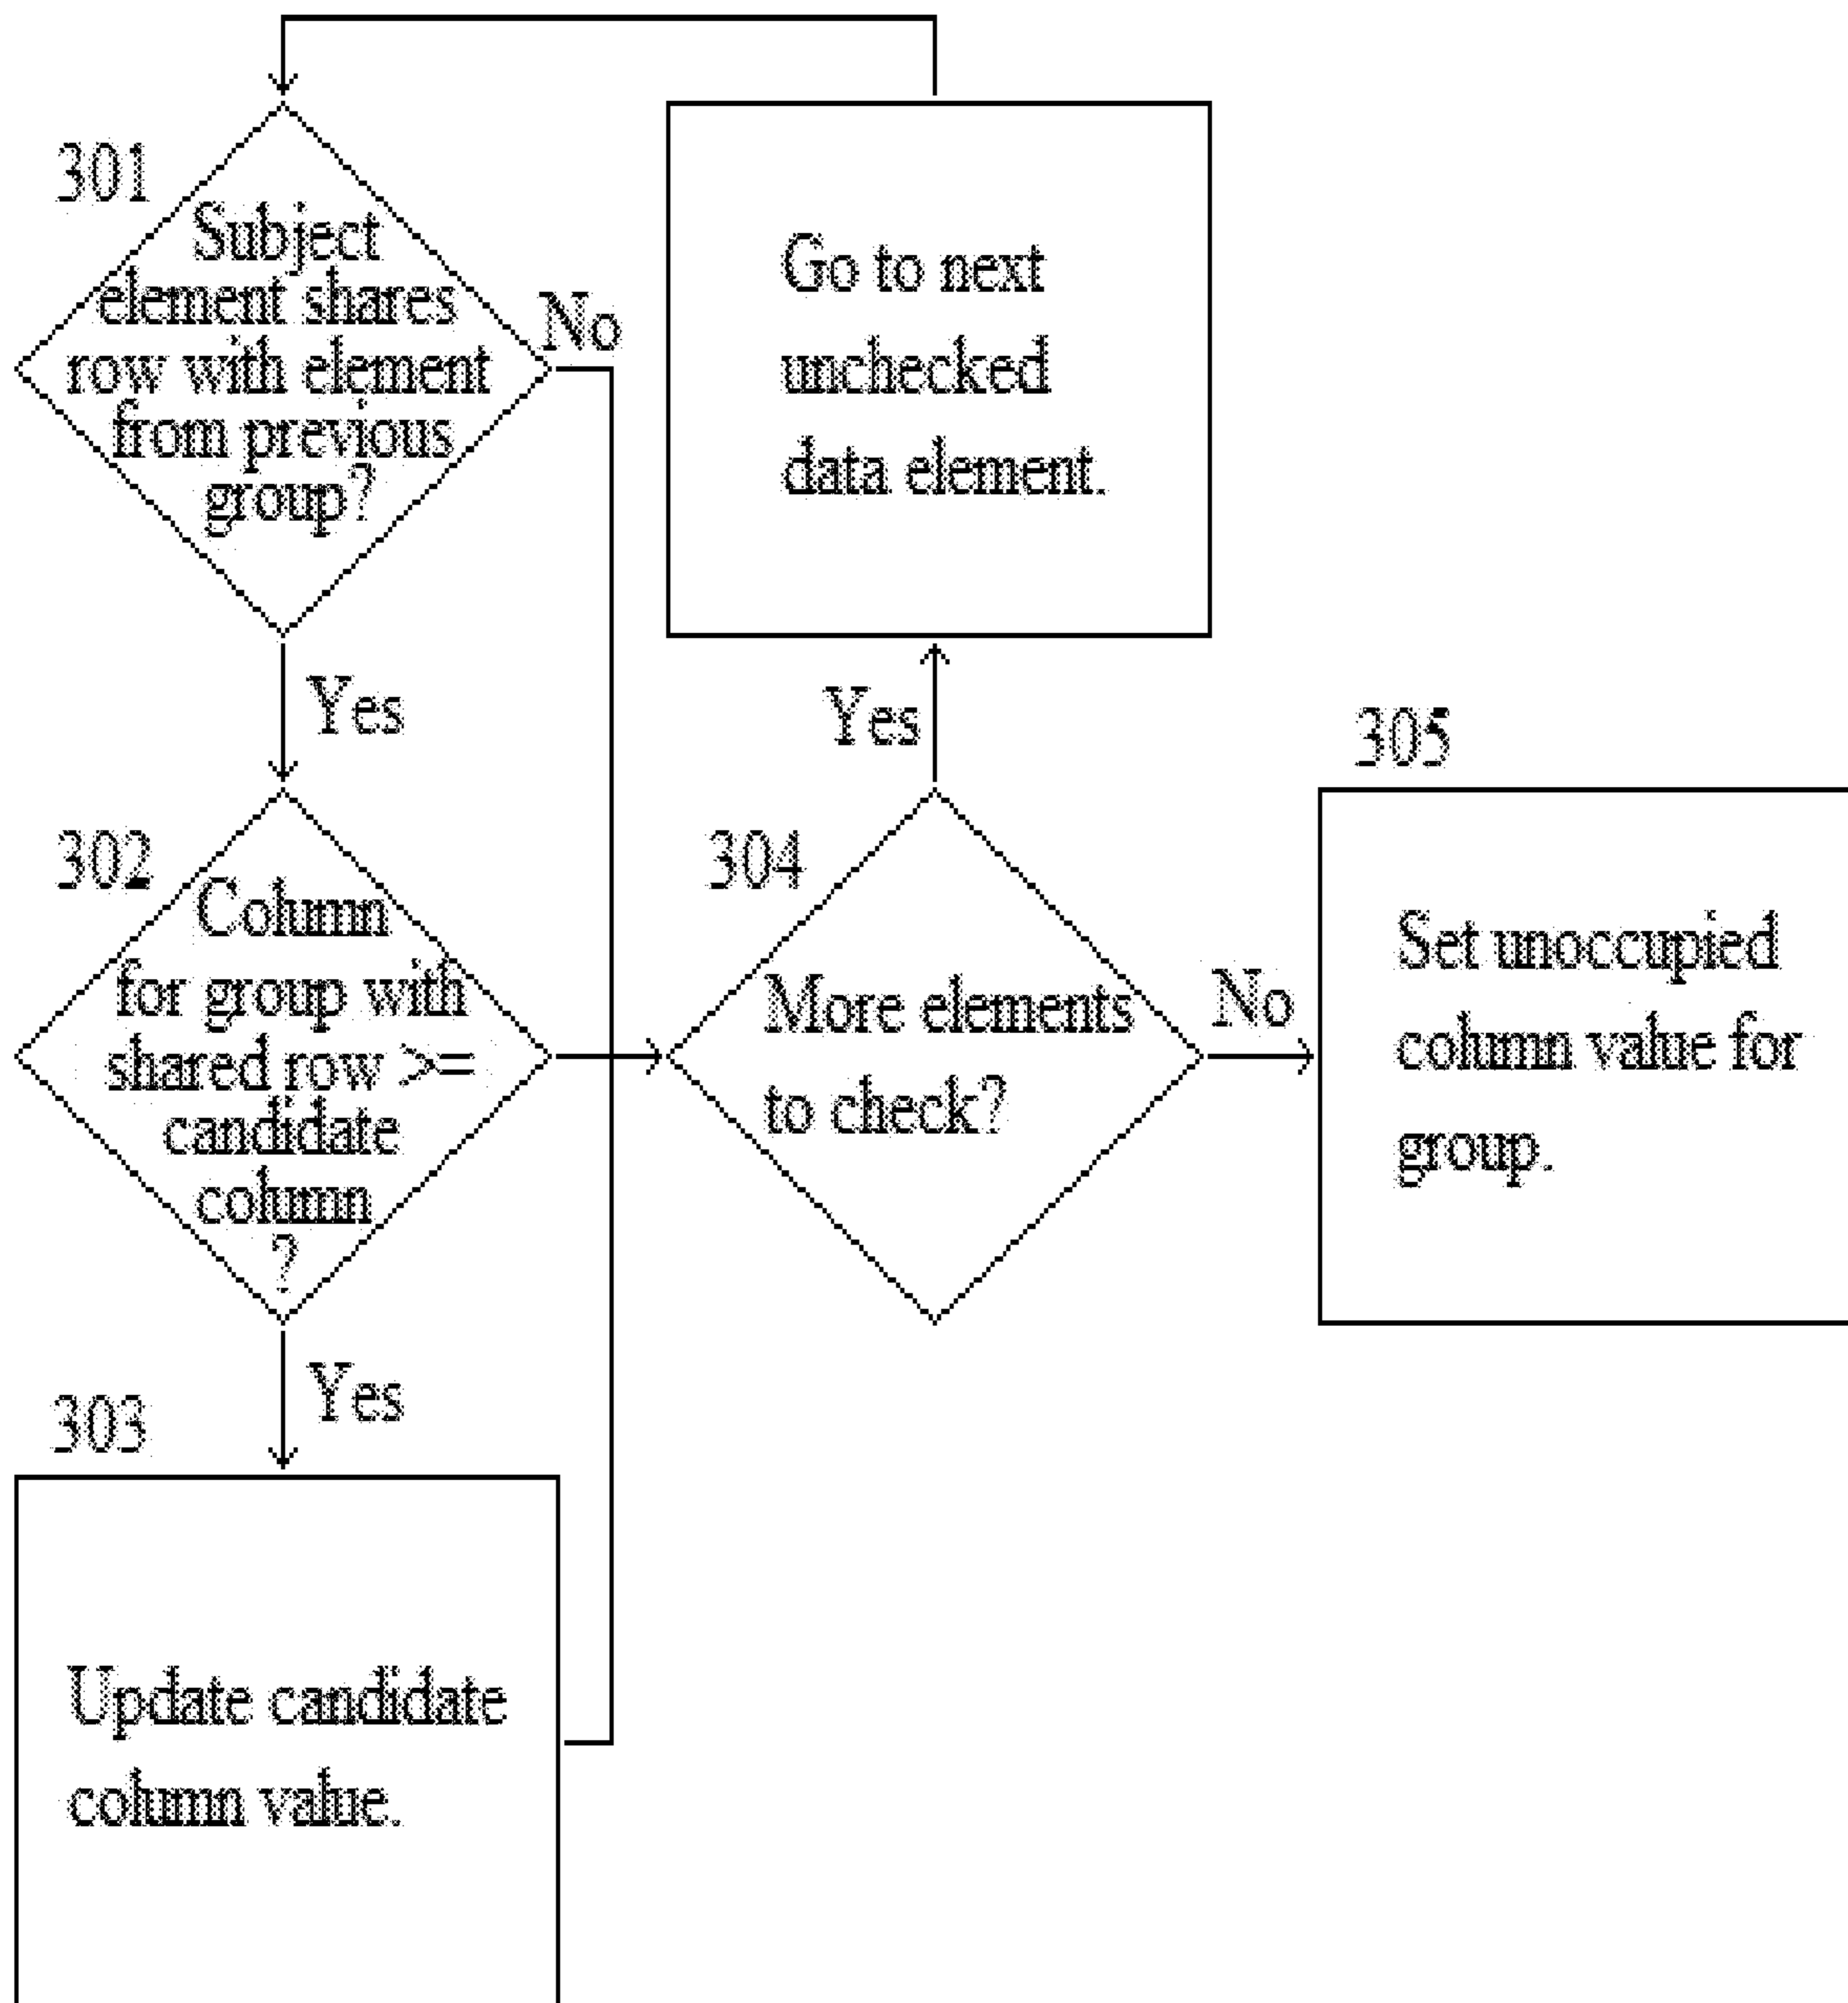 301
Subject
element shares
row with element
from previous
group?
No
Go to next
unchecked
data element.
Yes
Yes
302
Column
for group with
shared row >=
candidate
column
?
304
More elements
to check?
No
305
Set unoccupied
column value for
group.
Yes
303
Update candidate
column value.